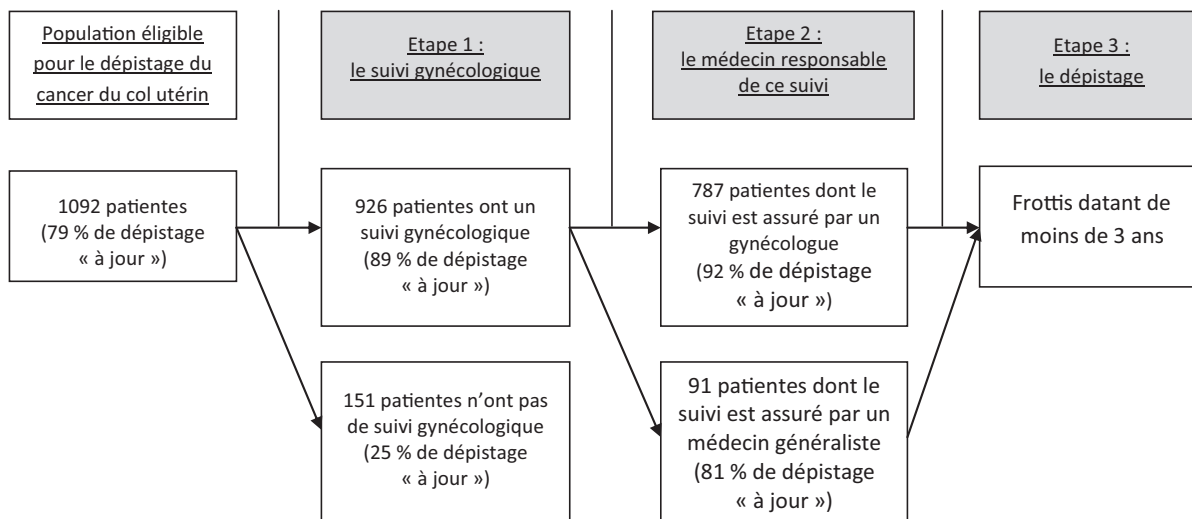 Population éligible
pour le dépistage du
cancer du col utérin
Etape 1 :
le suivi gynécologique
Etape 2 :
le médecin responsable
de ce suivi
Etape 3 :
le dépistage
1092 patientes
(79 % de dépistage
« à jour »)
926 patientes ont un
suivi gynécologique
(89 % de dépistage
« à jour »)
787 patientes dont le
suivi est assuré par un
gynécologue
(92 % de dépistage
« à jour »)
Frottis datant de
moins de 3 ans
151 patientes n'ont pas
de suivi gynécologique
(25 % de dépistage
« à jour »)
91 patientes dont le
suivi est assuré par un
médecin généraliste
(81 % de dépistage
« à jour »)